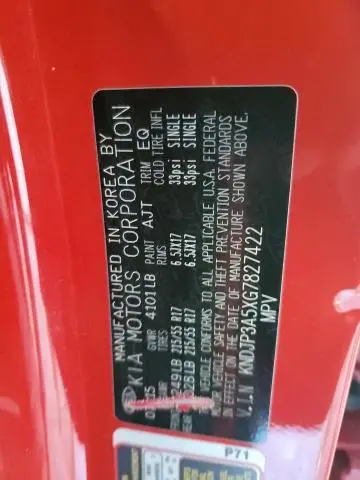 MANUFACTURED IN KOREA BY
KIA MOTORS CORPORATION
GVWR 4101LB PAINT AJT TRIM EQ
RIMS COLD TIRE INFL
215/55 R17 6.5JX17 33psi SINGLE
215/55 R17 6.5JX17 33psi SINGLE
VEHICLE CONFORMS TO ALL APPLICABLE U.S.A. FEDERAL
MOTOR VEHICLE SAFETY AND THEFT PREVENTION STANDARDS
IN EFFECT ON THE DATE OF MANUFACTURE SHOWN ABOVE.
V.I.N KNDJP3A5XG7827422
MPV
P71